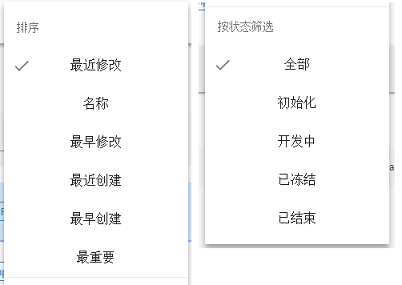 排序
最近修改
名称
最早修改
最近创建
最早创建
最重要
按状态筛选
全部
初始化
开发中
已冻结
已结束